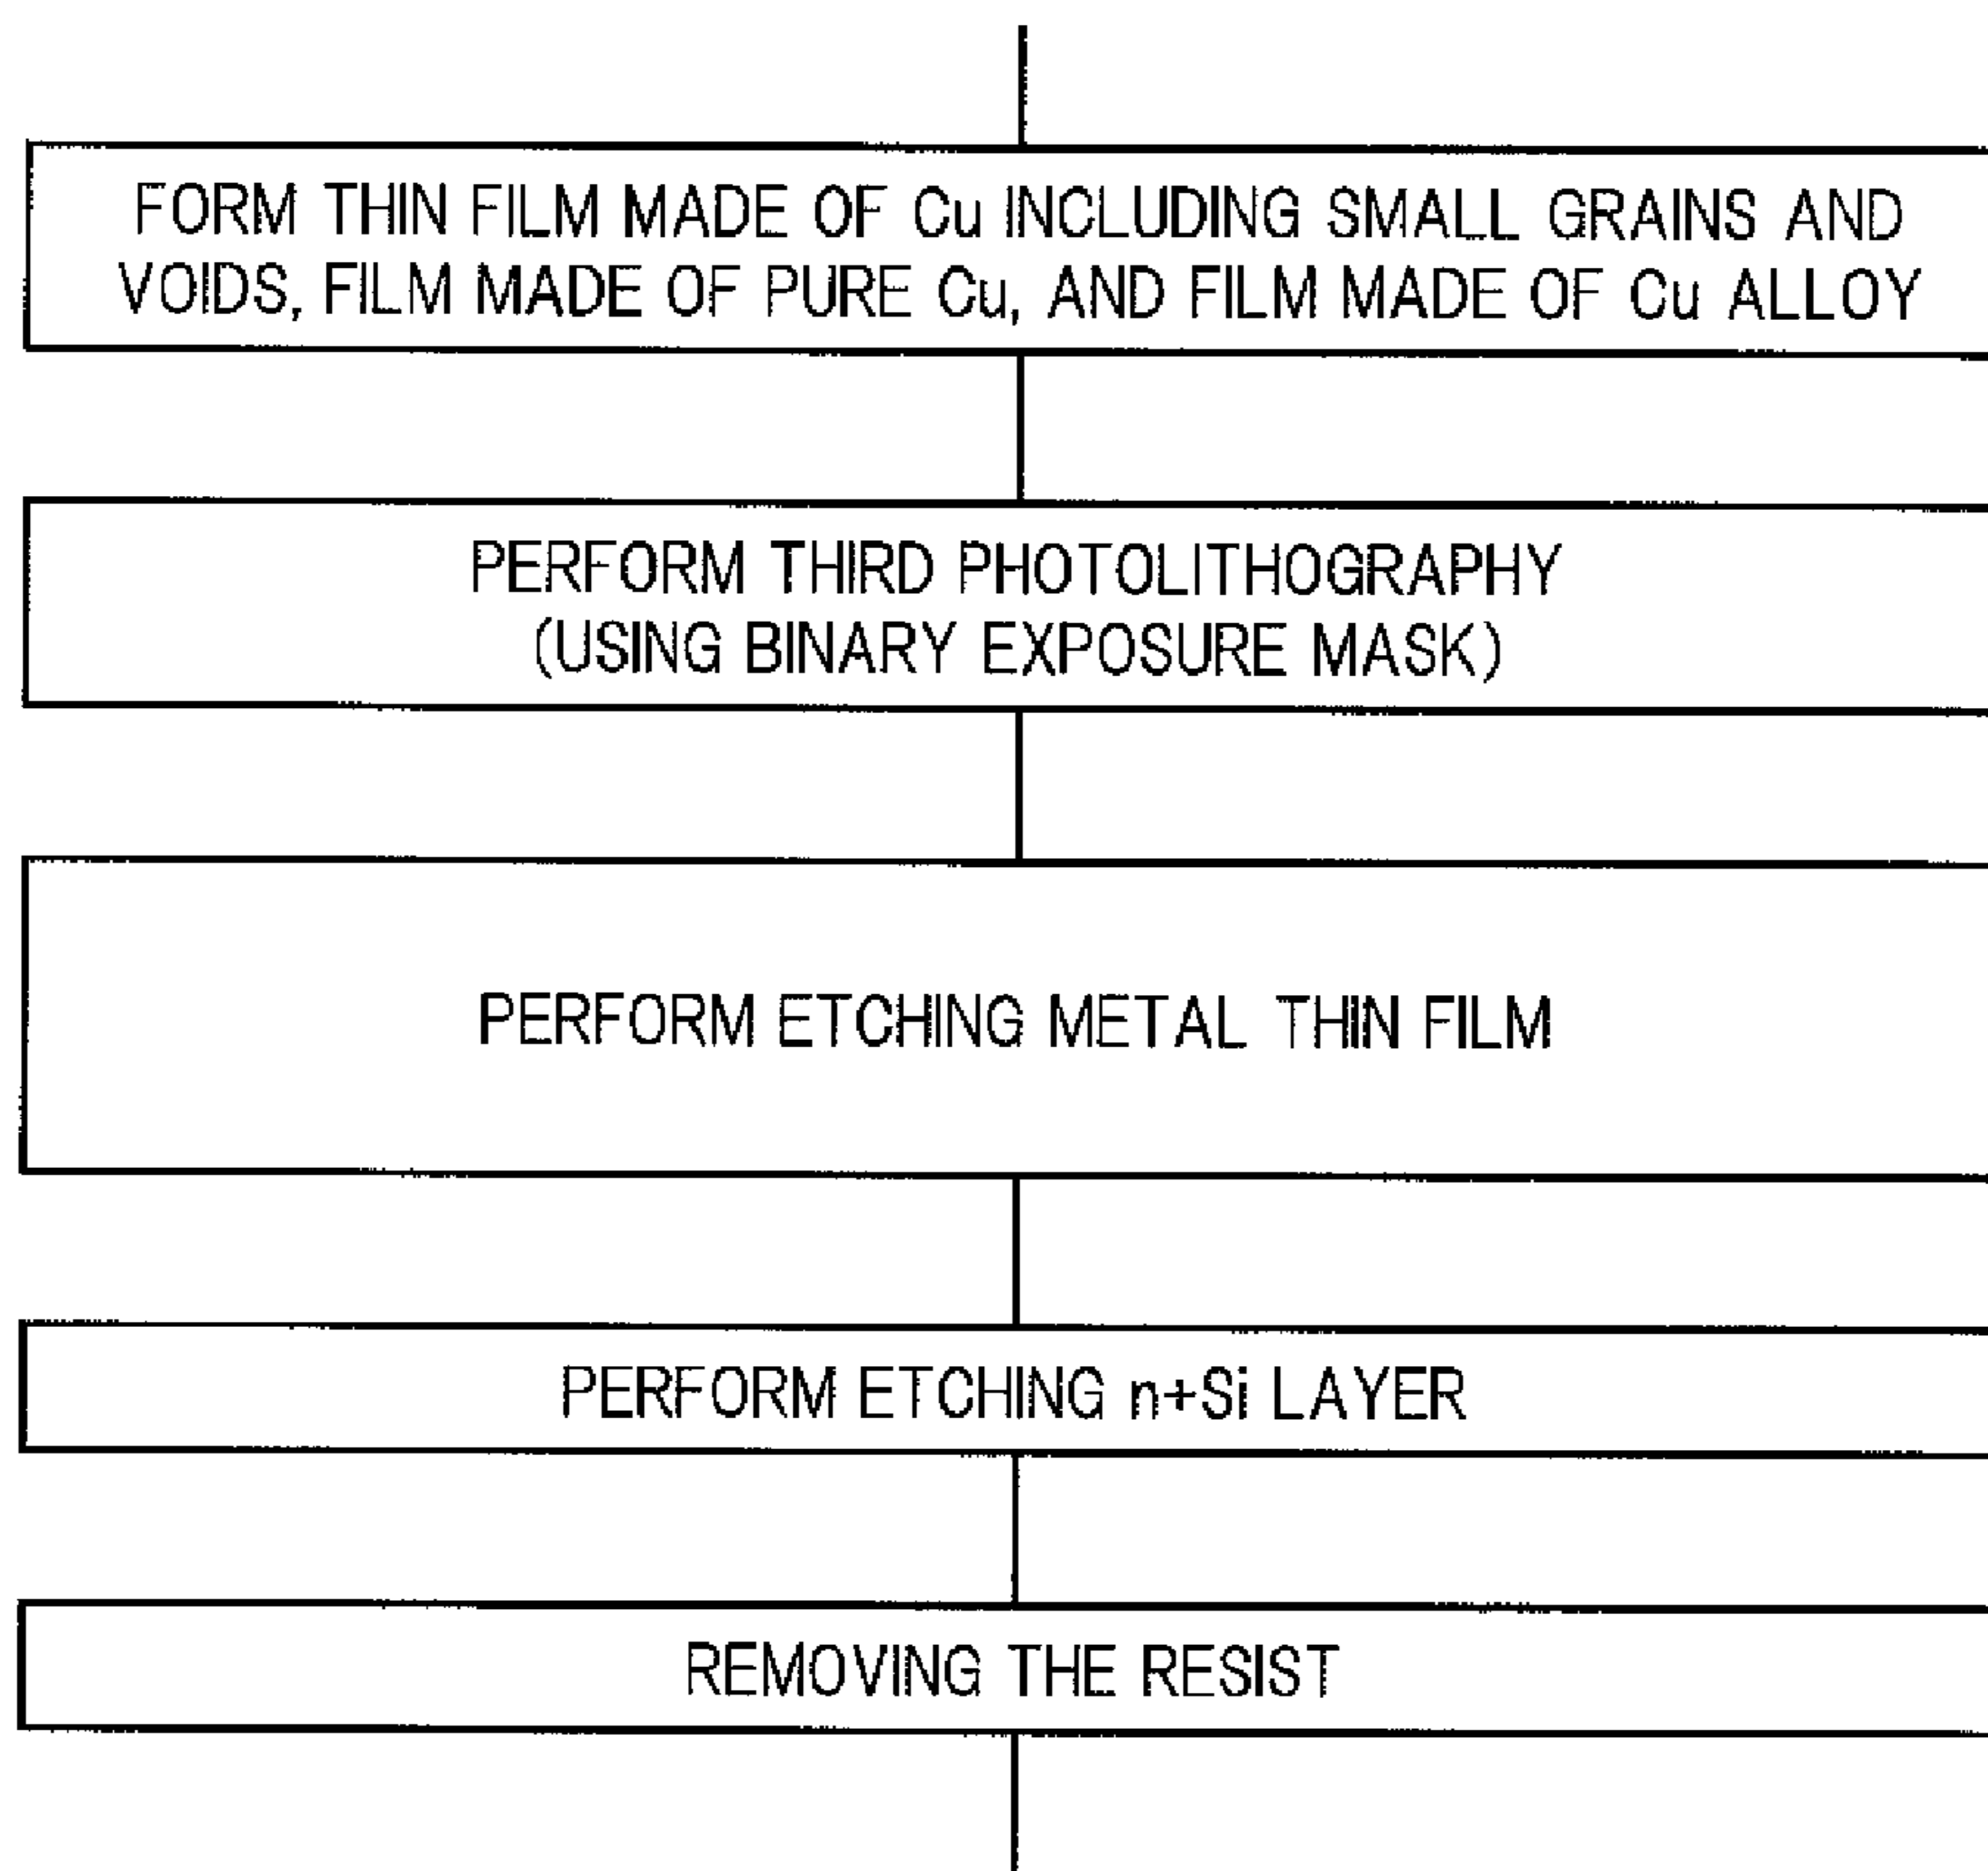 FORM THIN FILM MADE OF Cu INCLUDING SMALL GRAINS AND
VOIDS, FILM MADE OF PURE Cu, AND FILM MADE OF Cu ALLOY
PERFORM THIRD PHOTOLITHOGRAPHY
(USING BINARY EXPOSURE MASK)
PERFORM ETCHING METAL THIN FILM
PERFORM ETCHING n+Si LAYER
REMOVING THE RESIST